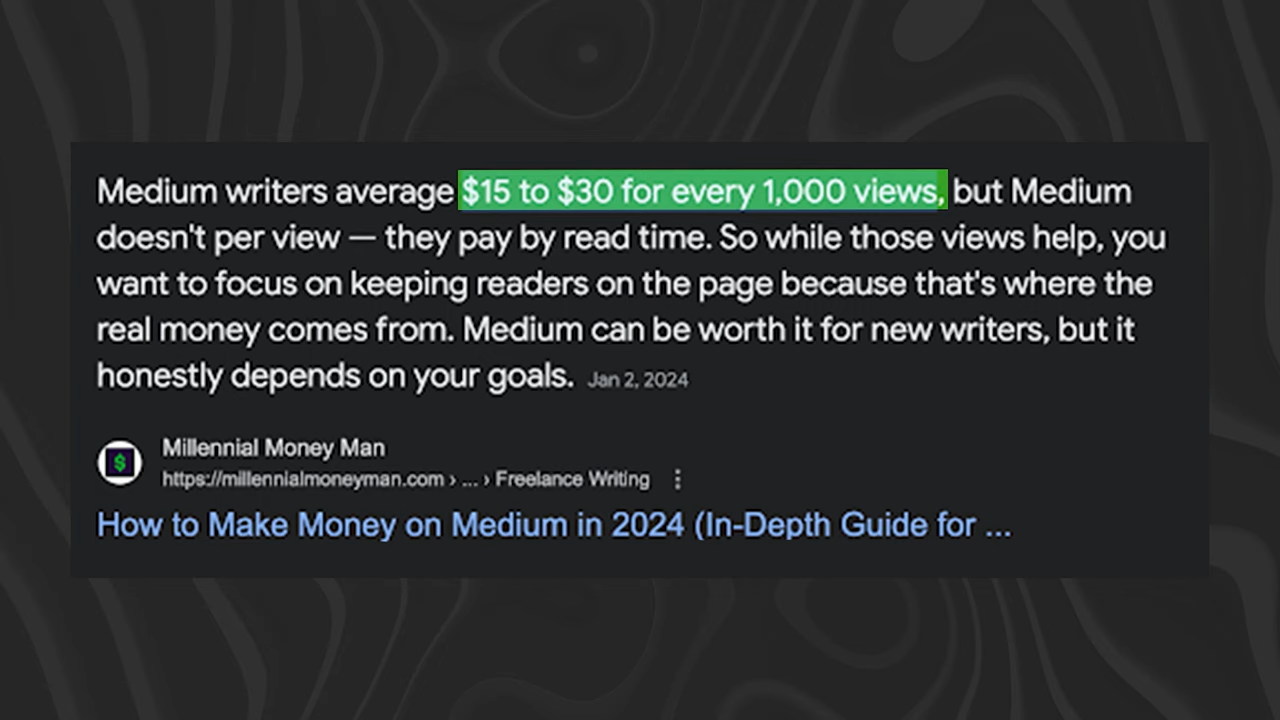 Medium writers average $15 to $30 for every 1,000 views, but Medium
doesn't per view — they pay by read time. So while those views help, you
want to focus on keeping readers on the page because that's where the
real money comes from. Medium can be worth it for new writers, but it
honestly depends on your goals. Jan 2, 2024
$
Millennial Money Man
https://millennialmoneyman.com › ... › Freelance Writing
How to Make Money on Medium in 2024 (In-Depth Guide for ...